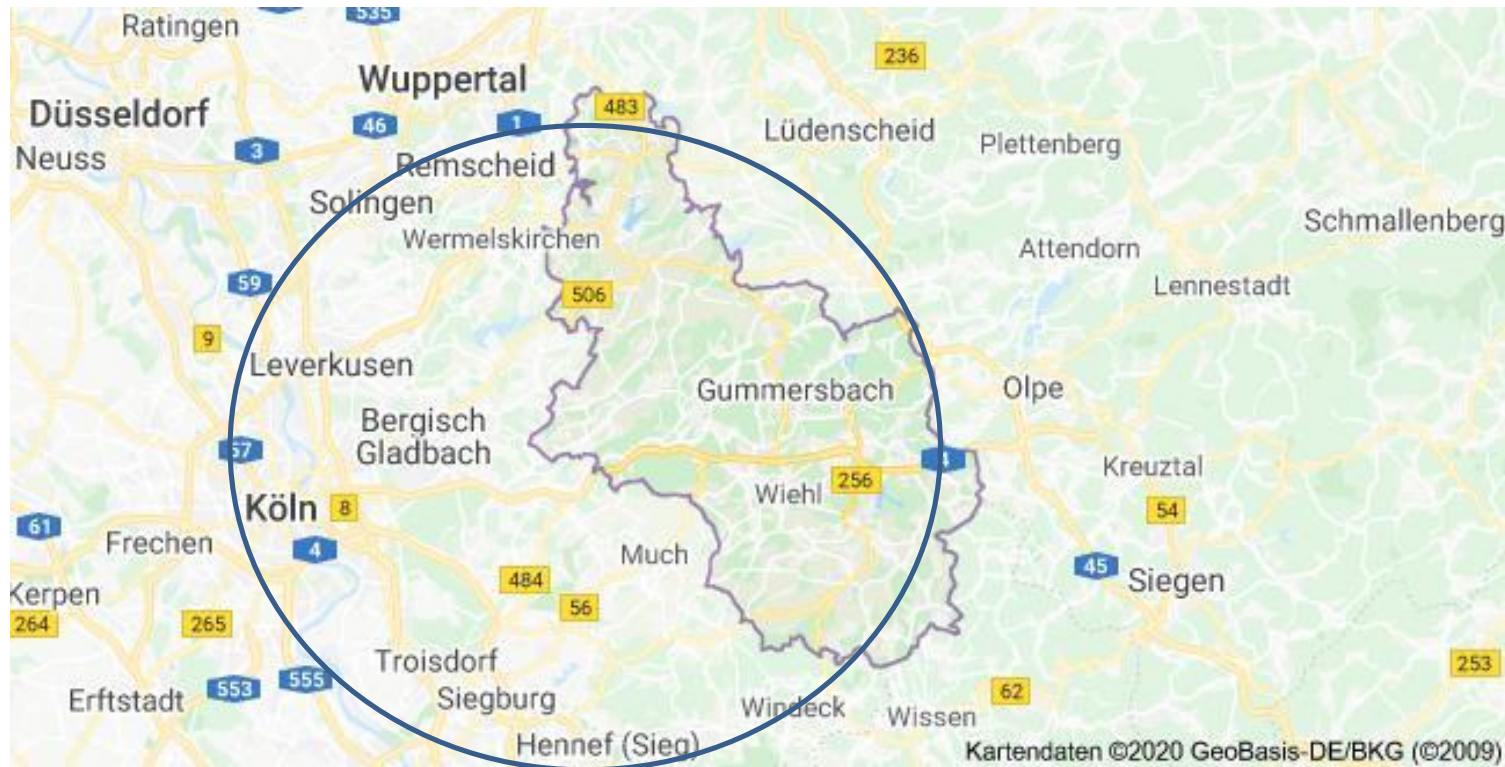 535
Ratingen
236
Wuppertal
483
Düsseldorf
46
1
Lüdenscheid
Plettenberg
Neuss
3
Remscheid
Solingen
Schmallenberg
Wermelskirchen
Attendorn
59
506
Lennestadt
9
Leverkusen
Gummersbach
Olpe
Bergisch
Gladbach
57
4
Kreuztal
256
Wiehl
Köln
8
54
61
Frechen
4
Much
45
Siegen
484
Kerpen
56
264
265
Troisdorf
253
555
553
Erftstadt
Siegburg
62
Windeck
Wissen
Hennef (Sieg)
Kartendaten ©2020 GeoBasis-DE/BKG (©2009)